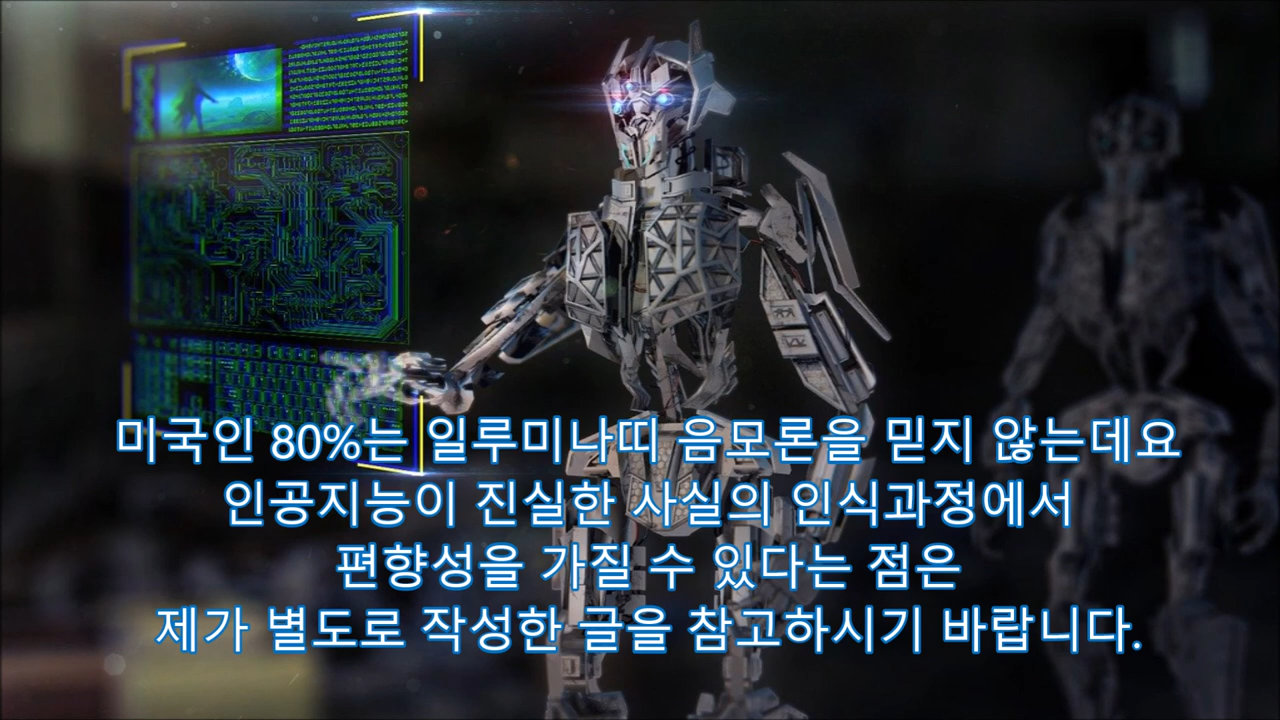 미국인 80%는 일루미나띠 음모론을 믿지 않는데요
인공지능이 진실한 사실의 인식과정에서
편향성을 가질 수 있다는 점은
제가 별도로 작성한 글을 참고하시기 바랍니다.